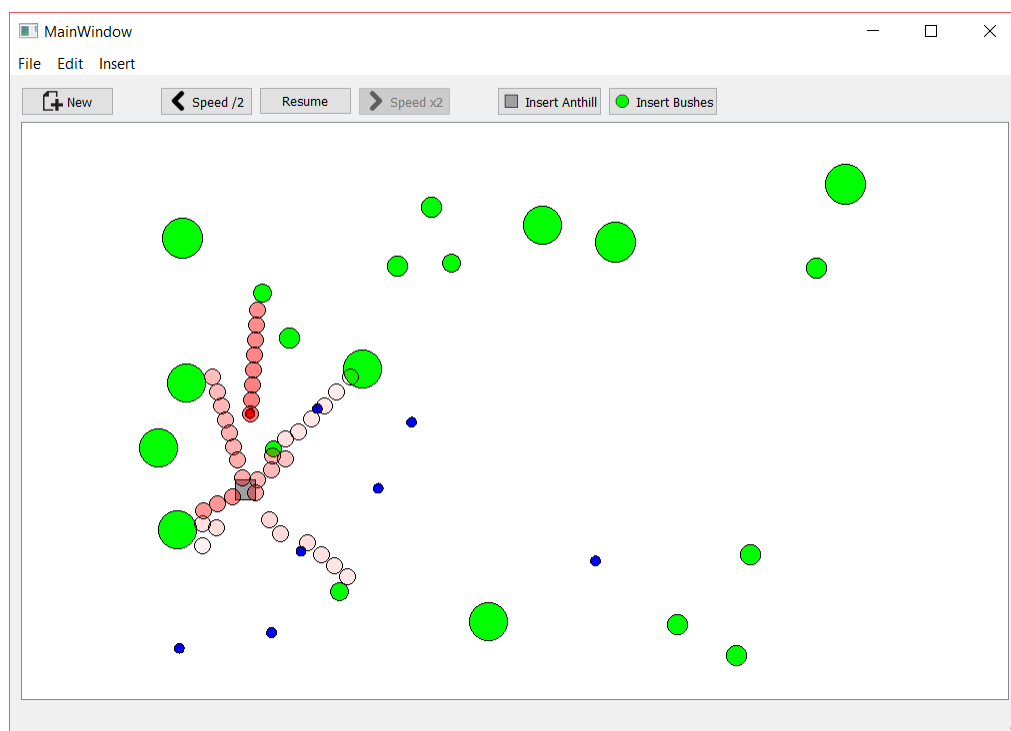 MainWindow
File Edit Insert
New Speed /2 Resume Speed x2 Insert Anthill Insert Bushes